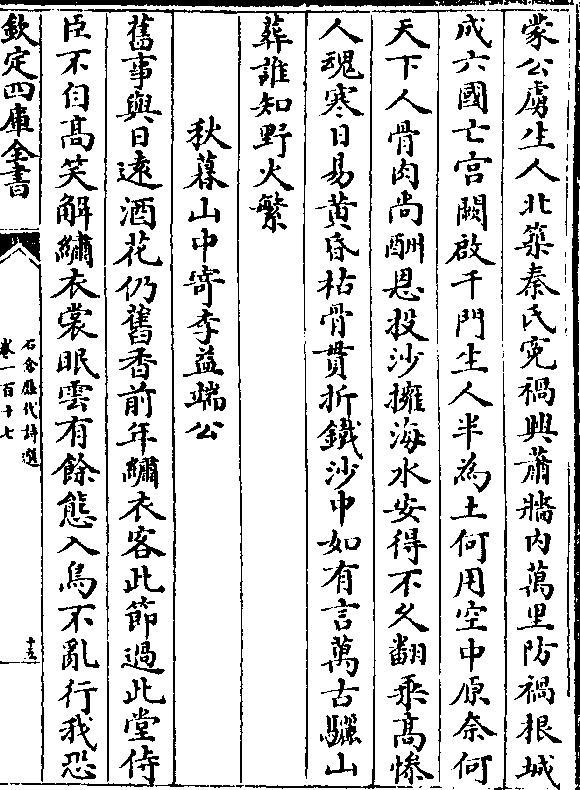 蒙公虜生人北築秦氏寃禍興蕭牆内萬里防禍根城
成六國亡宫闕啟千門生人半為土何用空中原奈何
天下人骨肉尚酬恩投沙擁海水安得不久翻乘高慘
人魂寒日易黄昏枯骨貫折鐵沙中如有言萬古驪山
葬誰知野火繁
秋暮山中寄李益端公
舊事與日遠酒花仍舊香前年繡衣客此節過此堂侍
臣不自高笑解繡衣裳眠雲有餘態入鳥不亂行我恐
欽定四庫全書
石倉歷代詩選
卷一百十七
十五